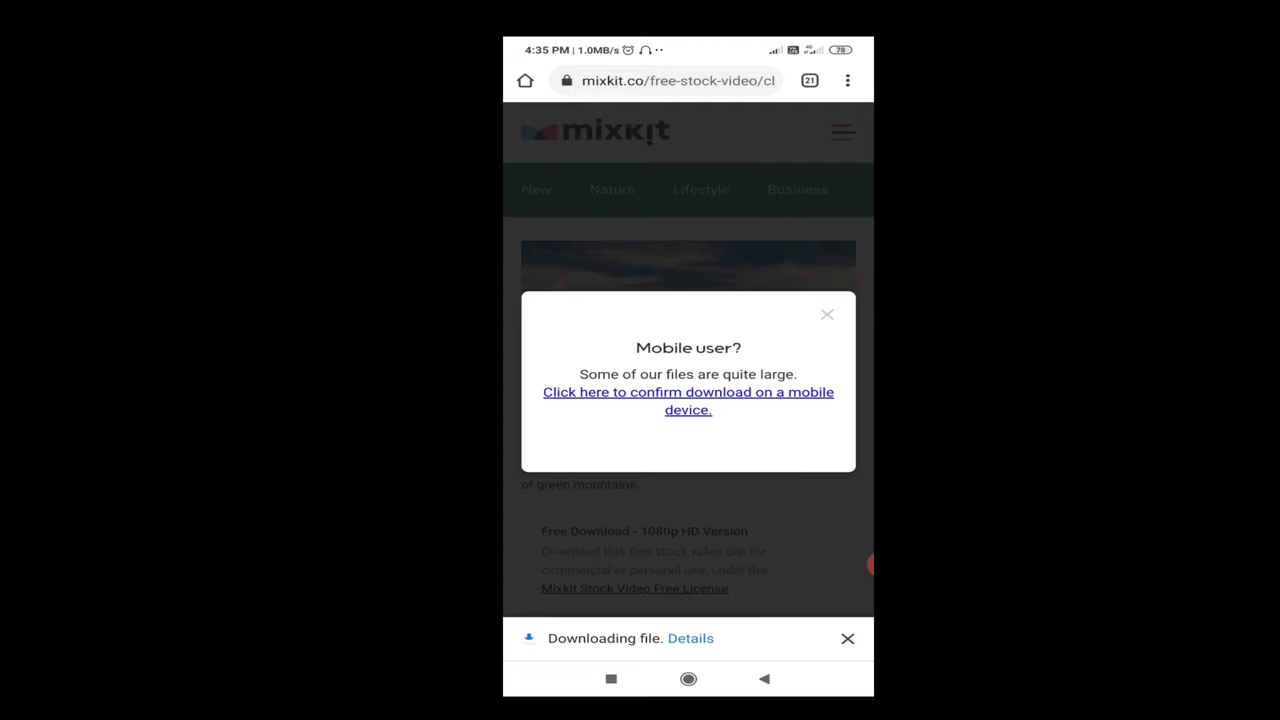 4:35 PM | 1.0MB/s
78
mixkit.co/free-stock-video/cl
21
mixkit
New Nature Lifestyle Business
Mobile user?
Some of our files are quite large.
Click here to confirm download on a mobile
device.
of green mountains.
Free Download - 1080p HD Version
Download this free stock video clip for
commercial or personal use, under the
Mixkit Stock Video Free License
Downloading file. Details